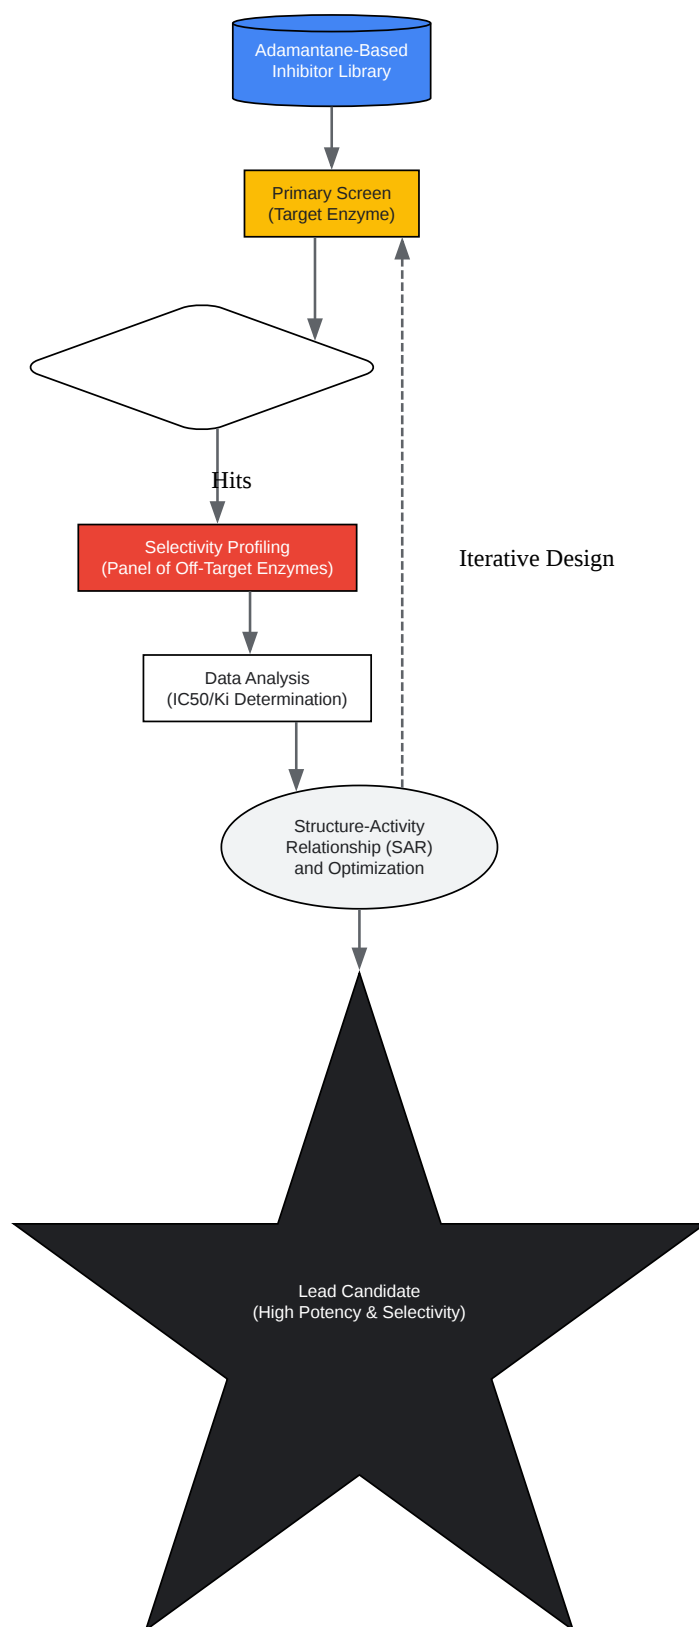 Adamantane-Based
Inhibitor Library
Primary Screen
(Target Enzyme)
Hits
Selectivity Profiling
(Panel of Off-Target Enzymes)
Iterative Design
Data Analysis
(IC50/Ki Determination)
Structure-Activity
Relationship (SAR)
and Optimization
Lead Candidate
(High Potency & Selectivity)